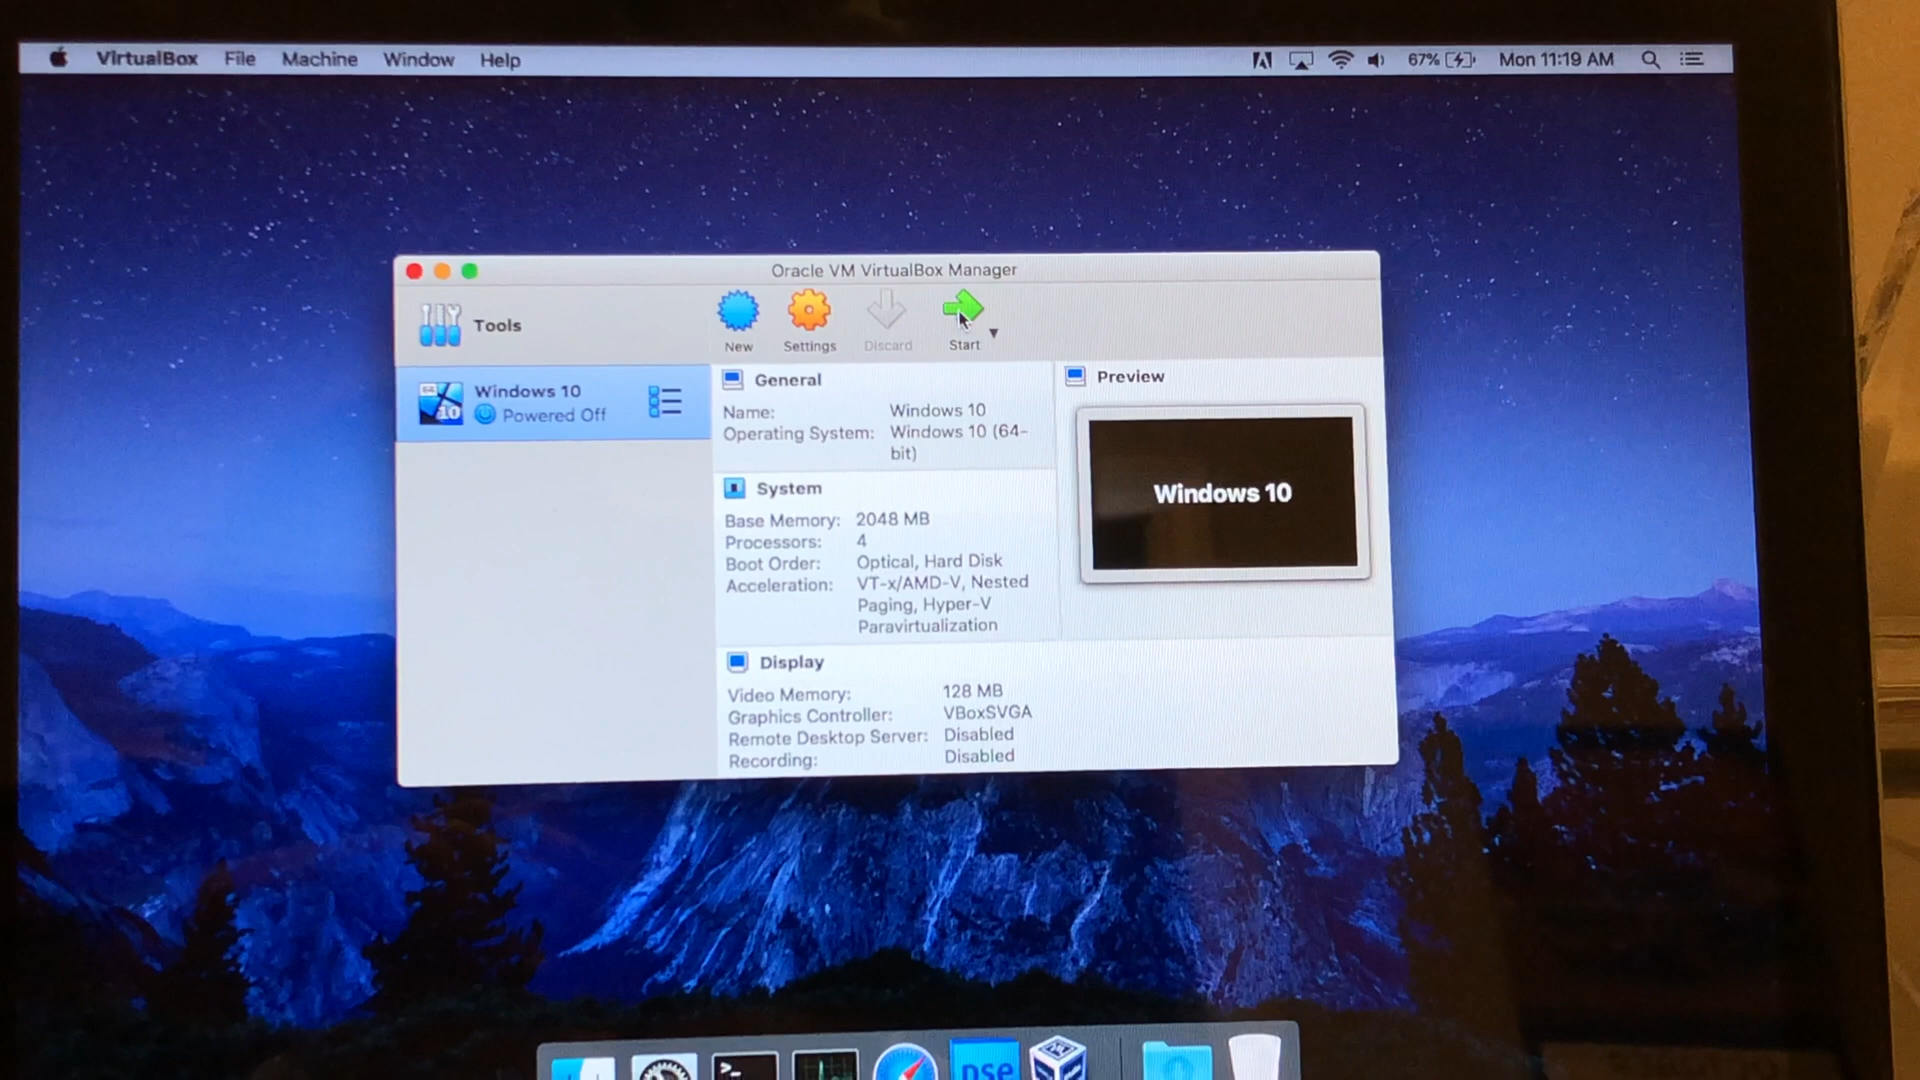 VirtualBox File Machine Window Help 67% Mon 11:19 AM
Oracle VM VirtualBox Manager
Tools
New Settings Discard Start
Windows 10
Powered Off
64
10
General
Name: Windows 10
Operating System: Windows 10 (64-
bit)
System
Base Memory: 2048 MB
Processors: 4
Boot Order: Optical, Hard Disk
Acceleration: VT-x/AMD-V, Nested
Paging, Hyper-V
Paravirtualization
Display
Video Memory: 128 MB
Graphics Controller: VBoxSVGA
Remote Desktop Server: Disabled
Recording: Disabled
Preview
Windows 10
pse